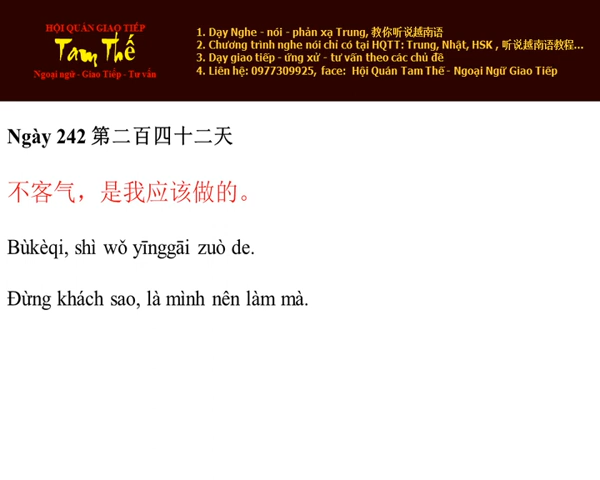 HỘI QUÁN GIAO TIẾP
Tam Thế
Ngoại ngữ - Giao Tiếp - Tư vấn
1. Dạy Nghe - nói - phản xạ Trung, 教你听说越南语
2. Chương trình nghe nói chỉ có tại HQTT: Trung, Nhật, HSK , 听说越南语教程...
3. Dạy giao tiếp - ứng xử - tư vấn theo các chủ đề
4. Liên hệ: 0977309925, face: Hội Quán Tam Thế - Ngoại Ngữ Giao Tiếp
Ngày 242 第二百四十二天
不客气，是我应该做的。
Bùkèqi, shì wǒ yīnggāi zuò de.
Đừng khách sao, là mình nên làm mà.